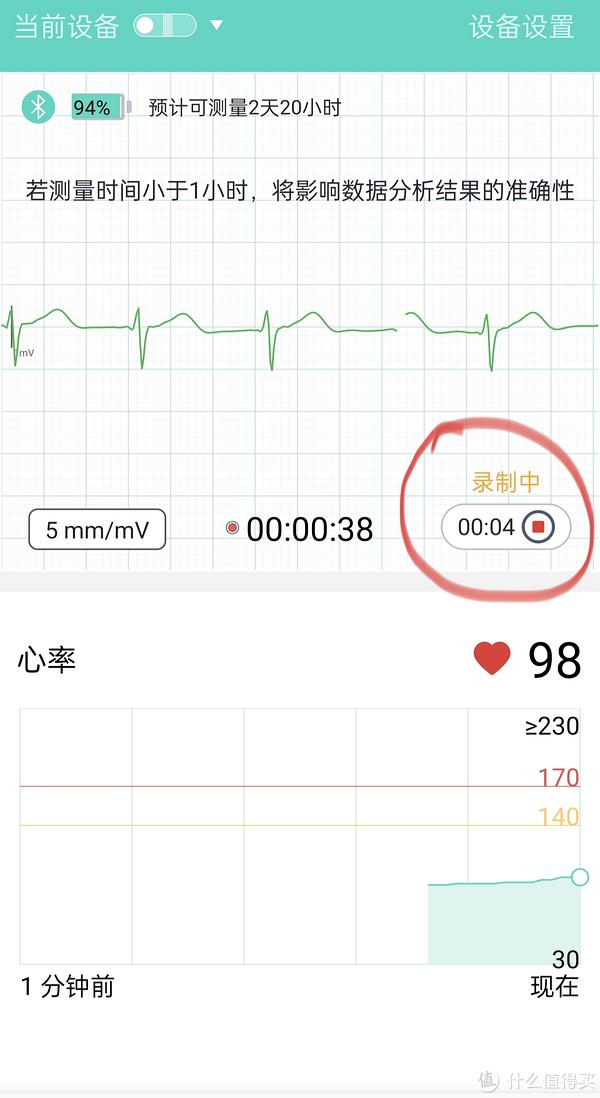 当前设备
设备设置
94% 预计可测量2天20小时
若测量时间小于1小时，将影响数据分析结果的准确性
1mV
录制中
5 mm/mV
00:00:38
00:04
心率
98
≥230
170
140
30
1 分钟前
现在
值 什么值得买